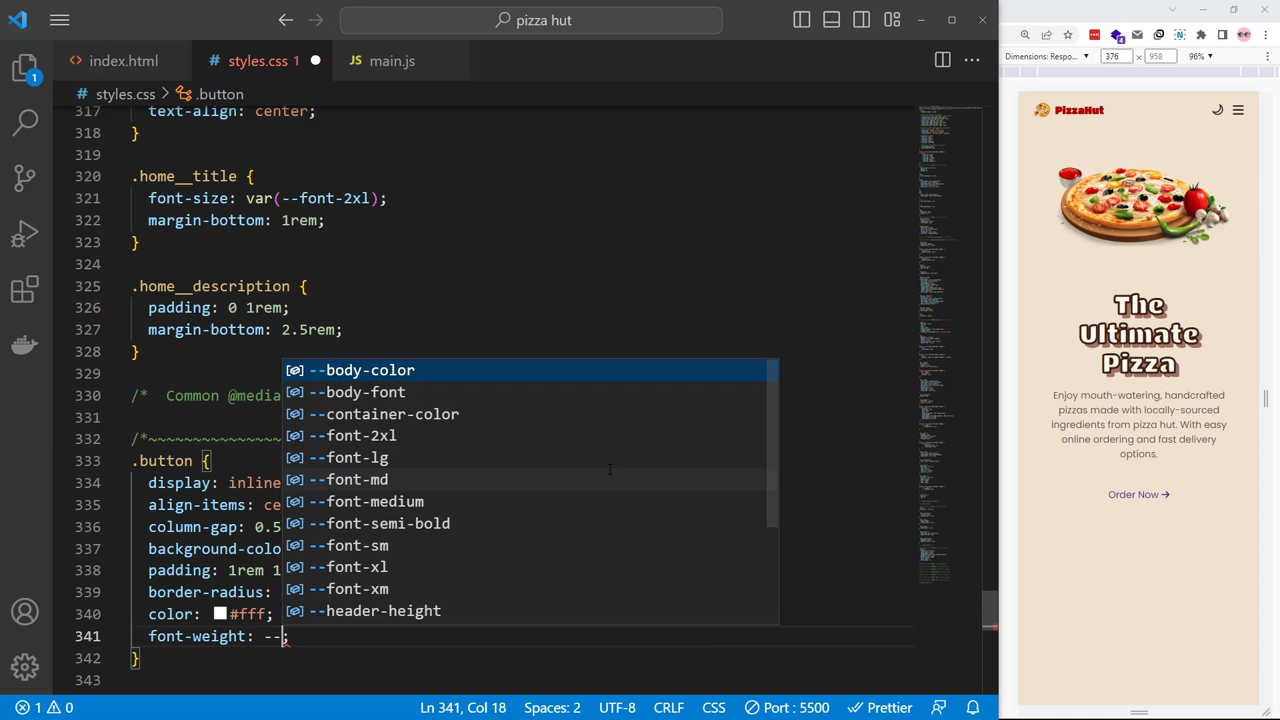 pizza hut
index.html
styles.css
JS main.js
Dimensions: Respo...
376
×
958
96%
1
4
styles.css > .button
317 text-align: center;
318 }
319
320 .home__title {
321 font-size: var(--font-2xl);
322 margin-bottom: 1rem;
323 }
324
325 .home__description {
326 padding: 0 1rem;
327 margin-bottom: 2.5rem;
328 }
329
330 /* Common @media
331
332 /*~~~~~~~~~~~~~~~
333 .button {
334 display: inline
335 align-items: ce
336 column-gap: 0.5
337 background-colo
338 padding: 1rem 1
339 border-radius:
340 color: #fff;
341 font-weight: --;
342 }
343
--body-color
--body-font
--container-color
--font-2xl
--font-lg
--font-md
--font-medium
--font-semi-bold
--font-sm
--font-xl
--font-xm
--header-height
PizzaHut
The
Ultimate
Pizza
Enjoy mouth-watering, handcrafted
pizzas made with locally-sourced
ingredients from pizza hut. With easy
online ordering and fast delivery
options.
Order Now →
1 0
Ln 341, Col 18
Spaces: 2
UTF-8
CRLF
CSS
Port : 5500
Prettier